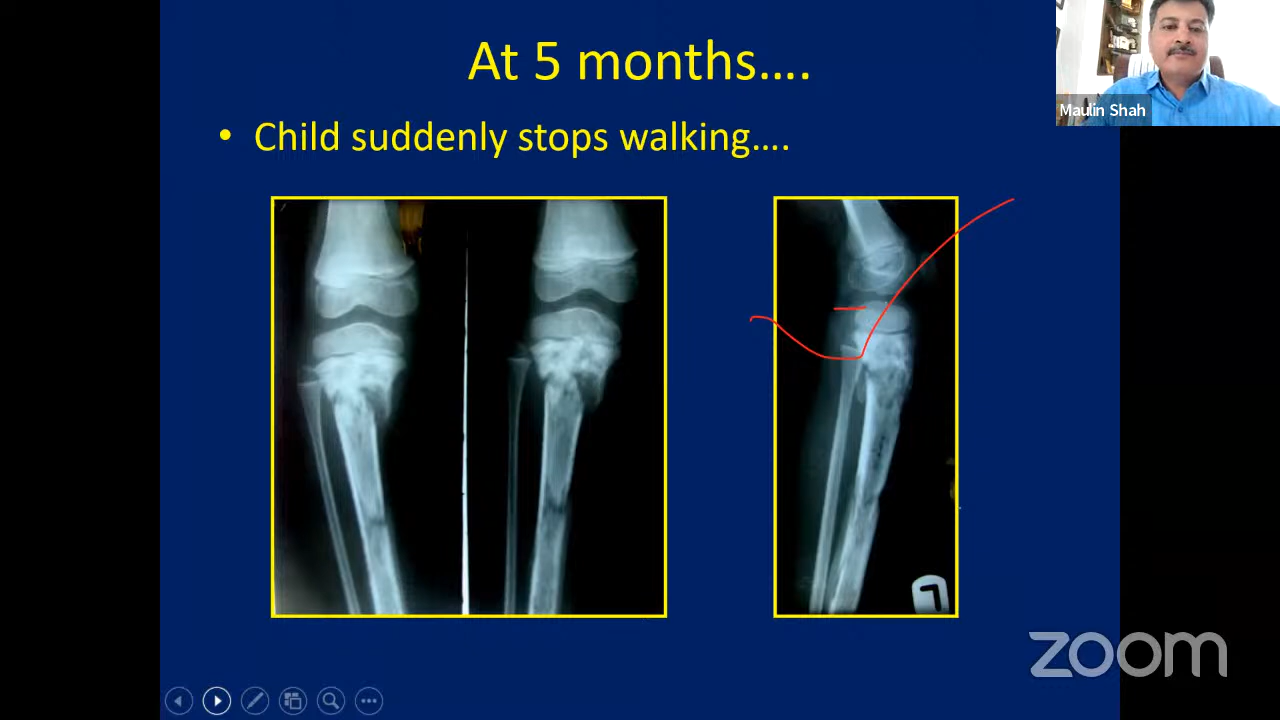 At 5 months....
Maulin Shah
• Child suddenly stops walking....
L
zoom